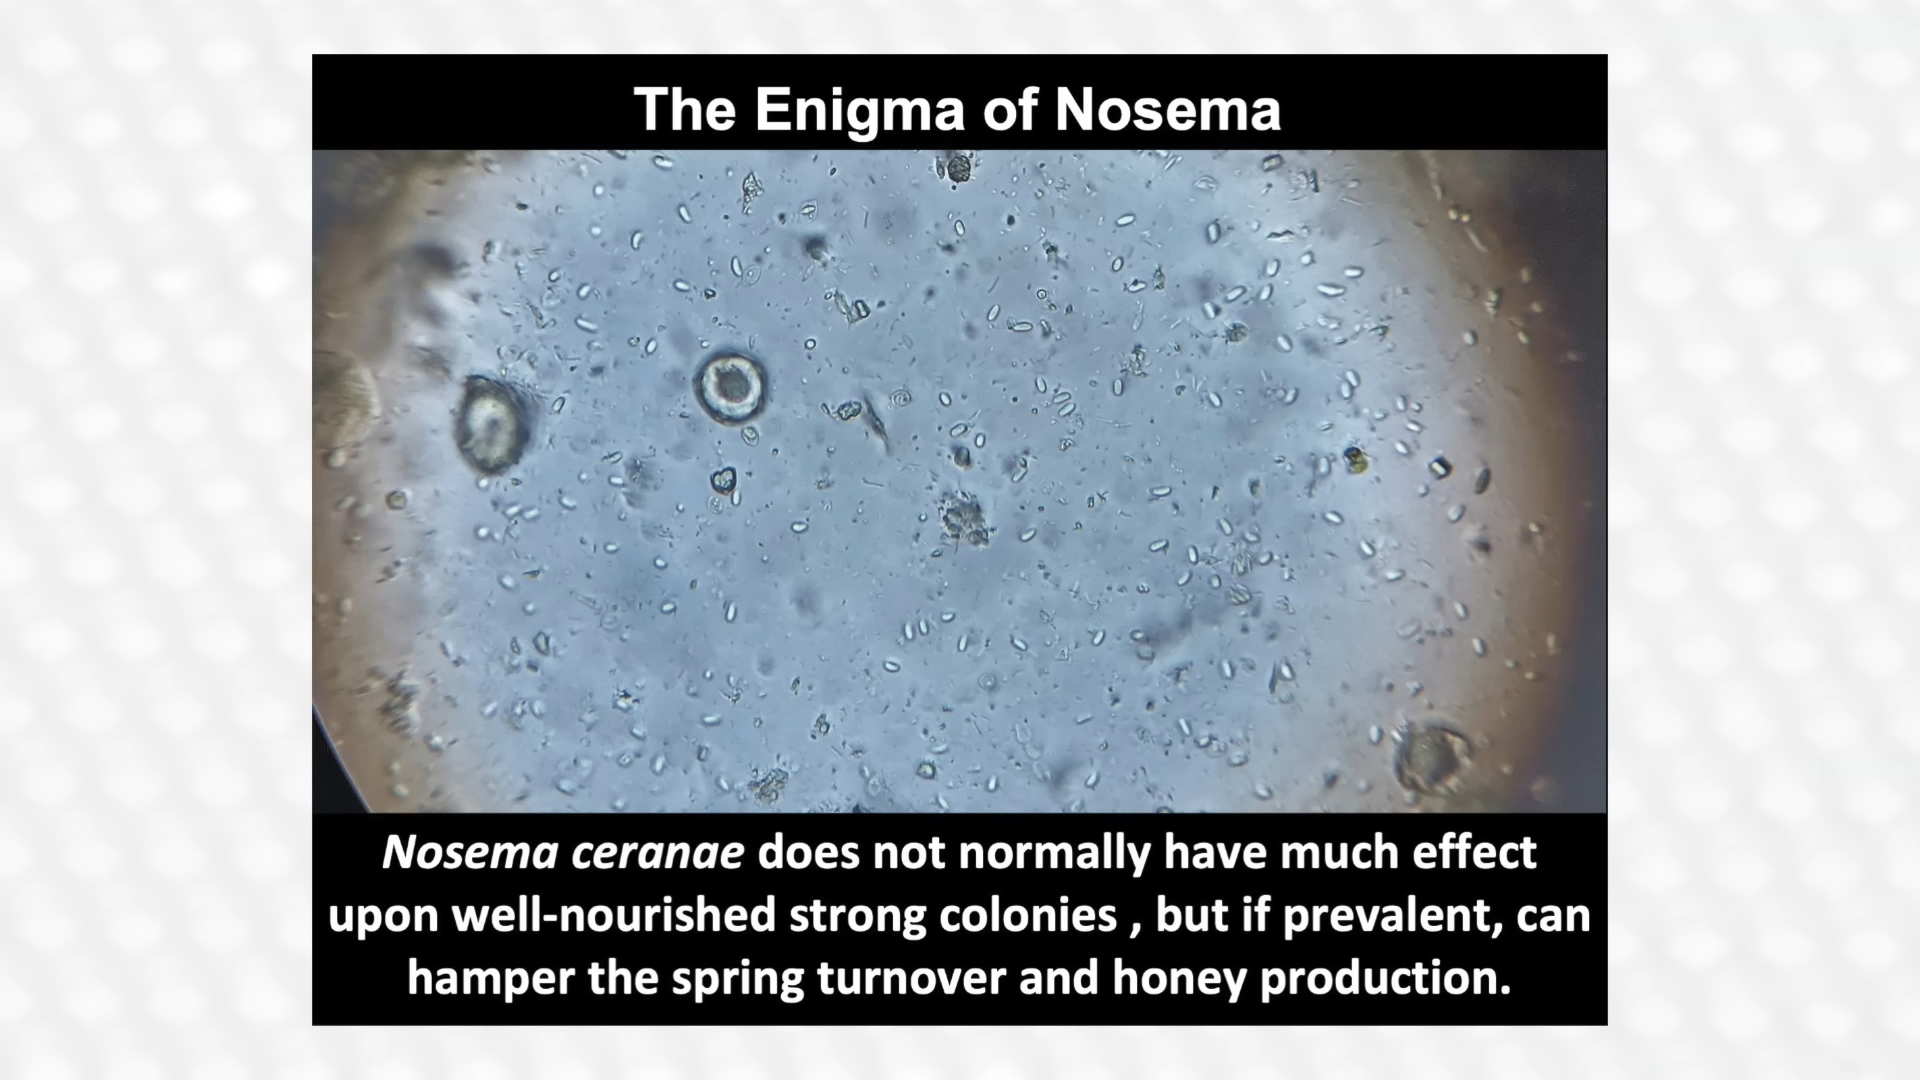 The Enigma of Nosema
Nosema ceranae does not normally have much effect
upon well-nourished strong colonies , but if prevalent, can
hamper the spring turnover and honey production.